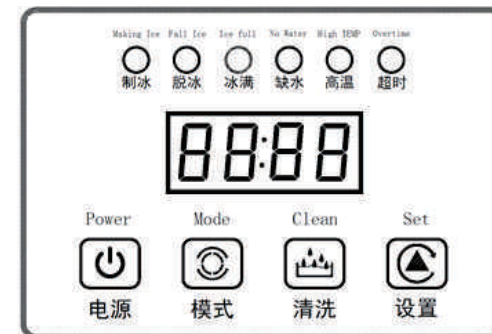 Making Ice Fall Ice Ice full No Water High TEMP Overtime
制冰 脱冰 冰满 缺水 高温 超时
88:88
Power Mode Clean Set
电源 模式 清洗 设置